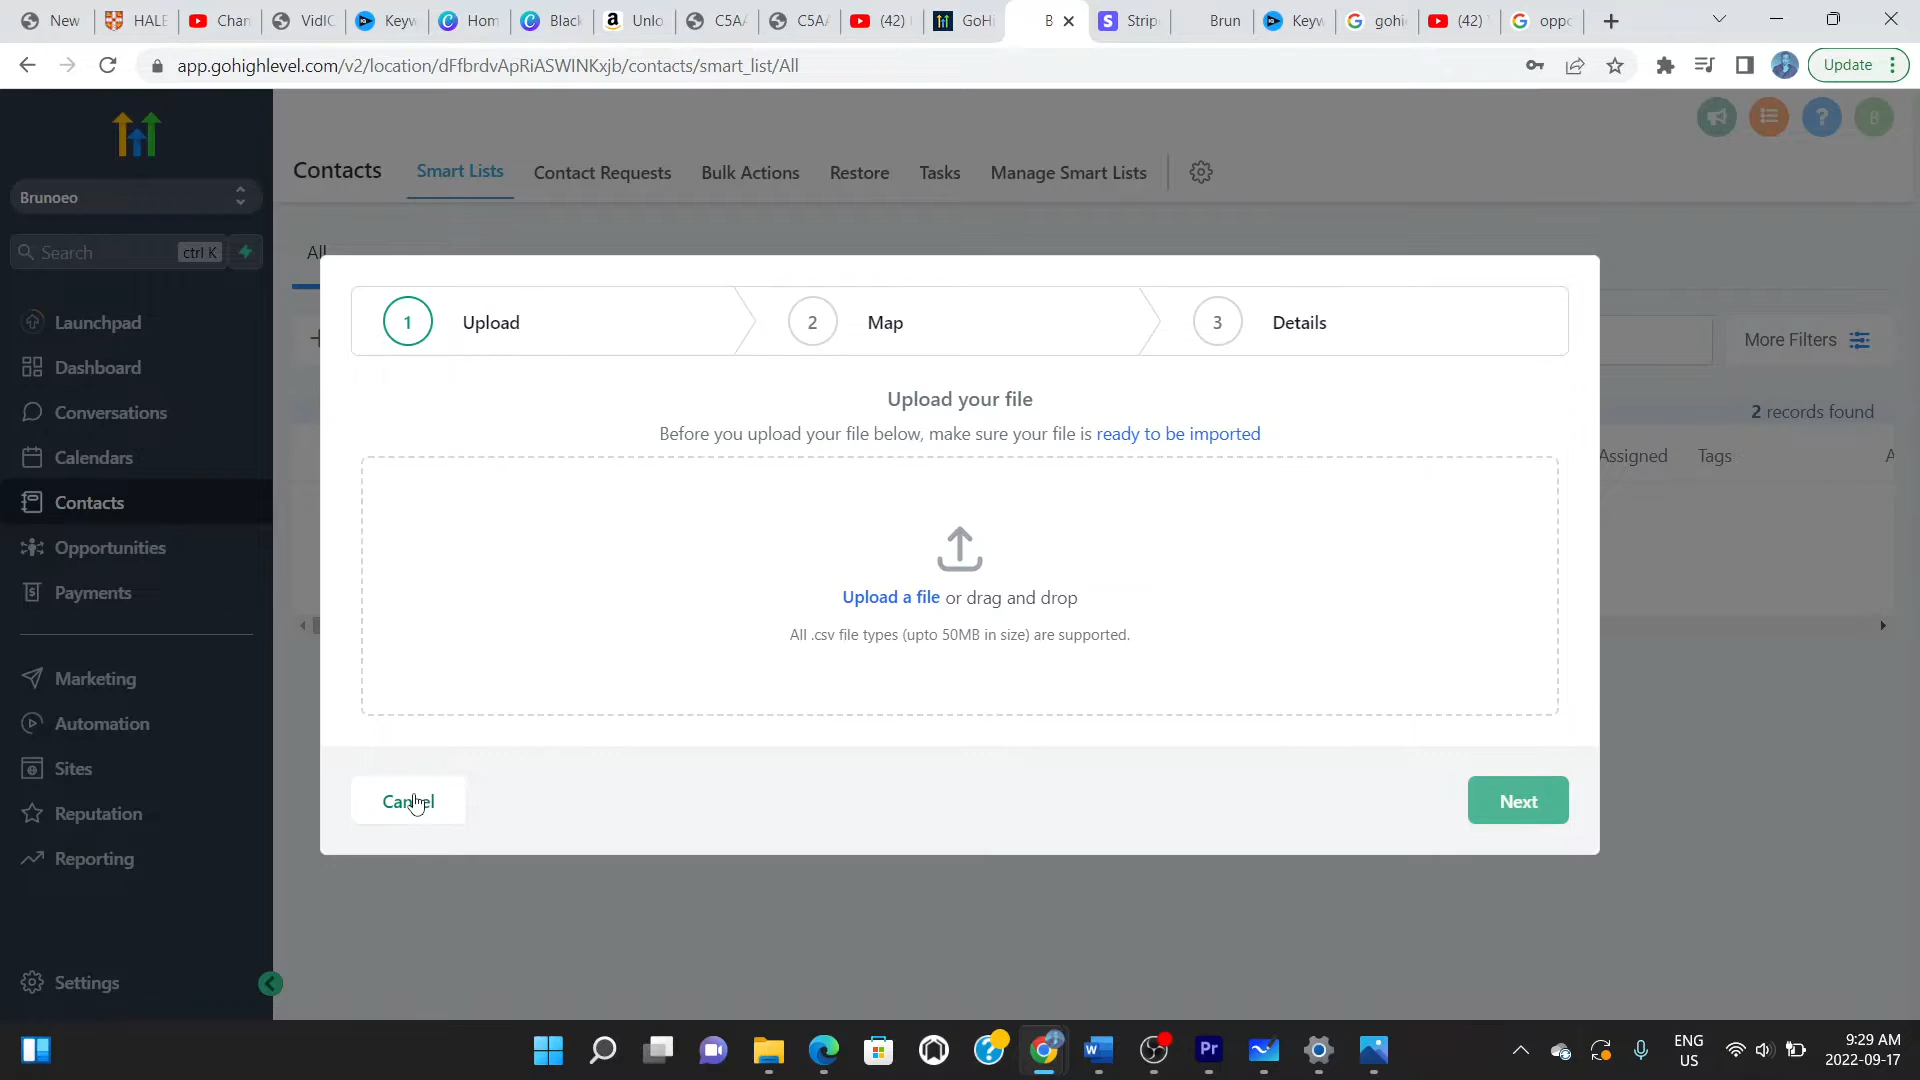 New
HALE
Chan
VidIC
Keyw
Hom
Blac
Unlo
C5AA
C5AA
(42)
GoHi
B
Strip
Brun
Keyw
gohi
(42)
oppo
app.gohighlevel.com/v2/location/dFfbrdvApRiASWINKxjb/contacts/smart_list/All
Update
Brunoeo
Search
ctrl K
Launchpad
Dashboard
Conversations
Calendars
Contacts
Opportunities
Payments
Marketing
Automation
Sites
Reputation
Reporting
Settings
Contacts
Smart Lists
Contact Requests
Bulk Actions
Restore
Tasks
Manage Smart Lists
?
B
All
More Filters
2 records found
Assigned
Tags
A
1
Upload
2
Map
3
Details
Upload your file
Before you upload your file below, make sure your file is ready to be imported
Upload a file or drag and drop
All .csv file types (upto 50MB in size) are supported.
Cancel
Next
ENG
US
9:29 AM
2022-09-17